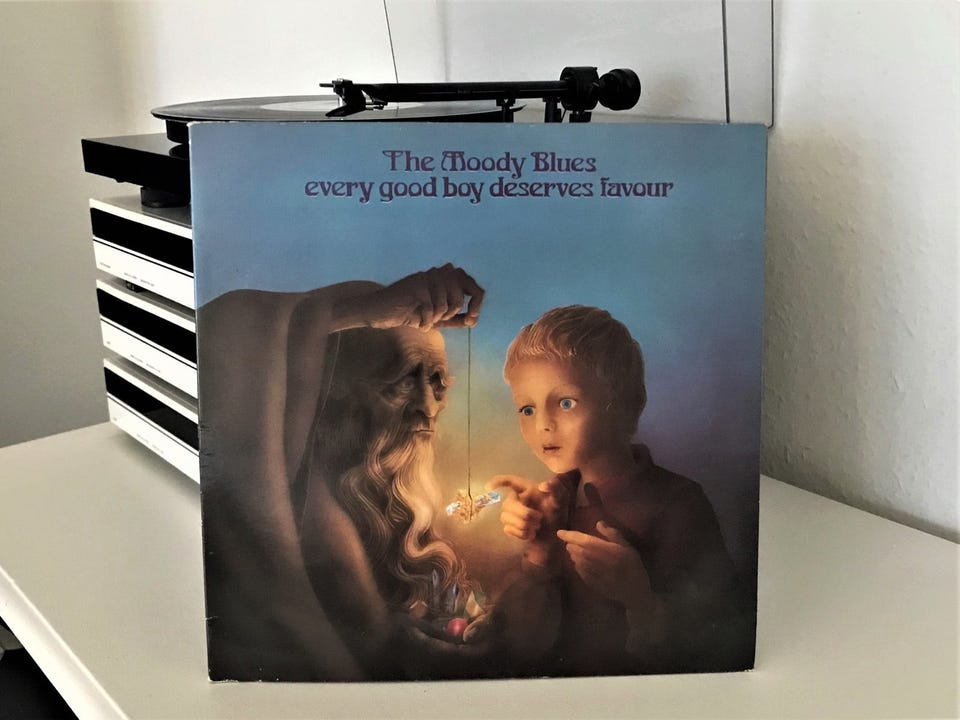 The Moody Blues
every good boy deserves favour